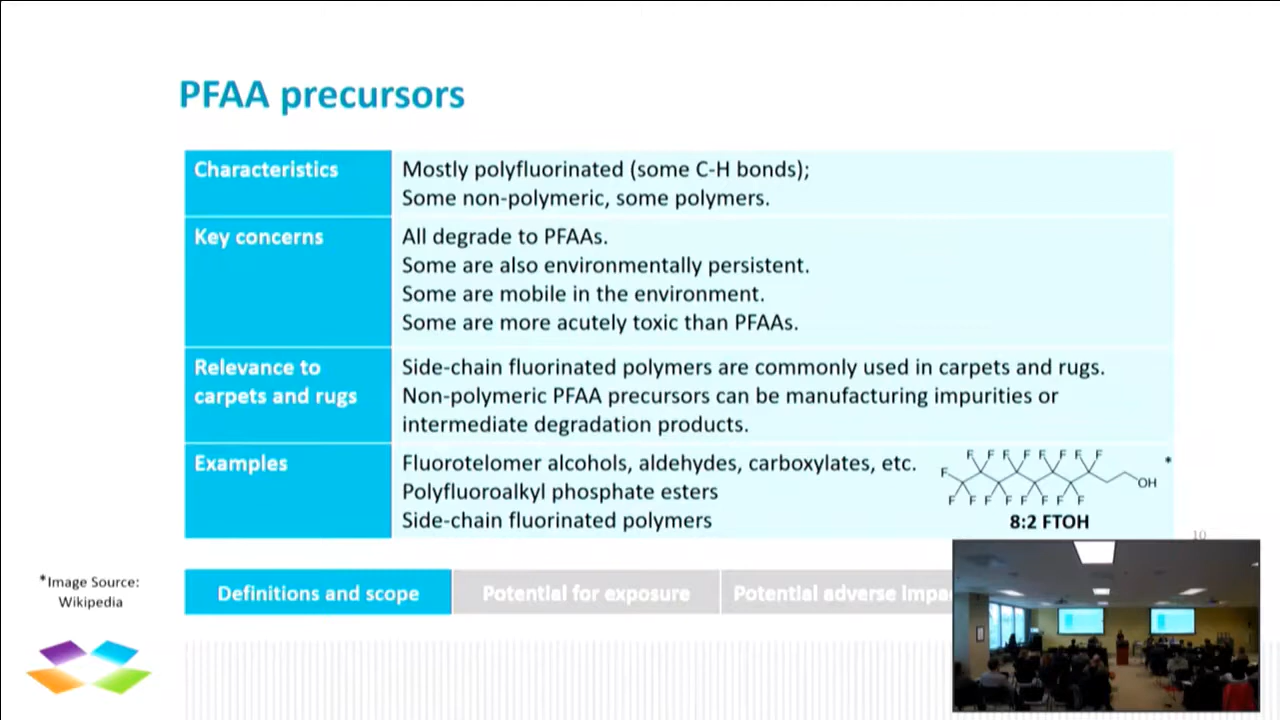 PFAA precursors
Characteristics
Mostly polyfluorinated (some C-H bonds);
Some non-polymeric, some polymers.
Key concerns
All degrade to PFAAs.
Some are also environmentally persistent.
Some are mobile in the environment.
Some are more acutely toxic than PFAAs.
Relevance to
carpets and rugs
Side-chain fluorinated polymers are commonly used in carpets and rugs.
Non-polymeric PFAA precursors can be manufacturing impurities or
intermediate degradation products.
Examples
Fluorotelomer alcohols, aldehydes, carboxylates, etc.
Polyfluoroalkyl phosphate esters
Side-chain fluorinated polymers
F F F F F F F F *
F
OH
F F F F F F F F
8:2 FTOH
10
*Image Source:
Wikipedia
Definitions and scope
Potential for exposure
Potential adverse impa